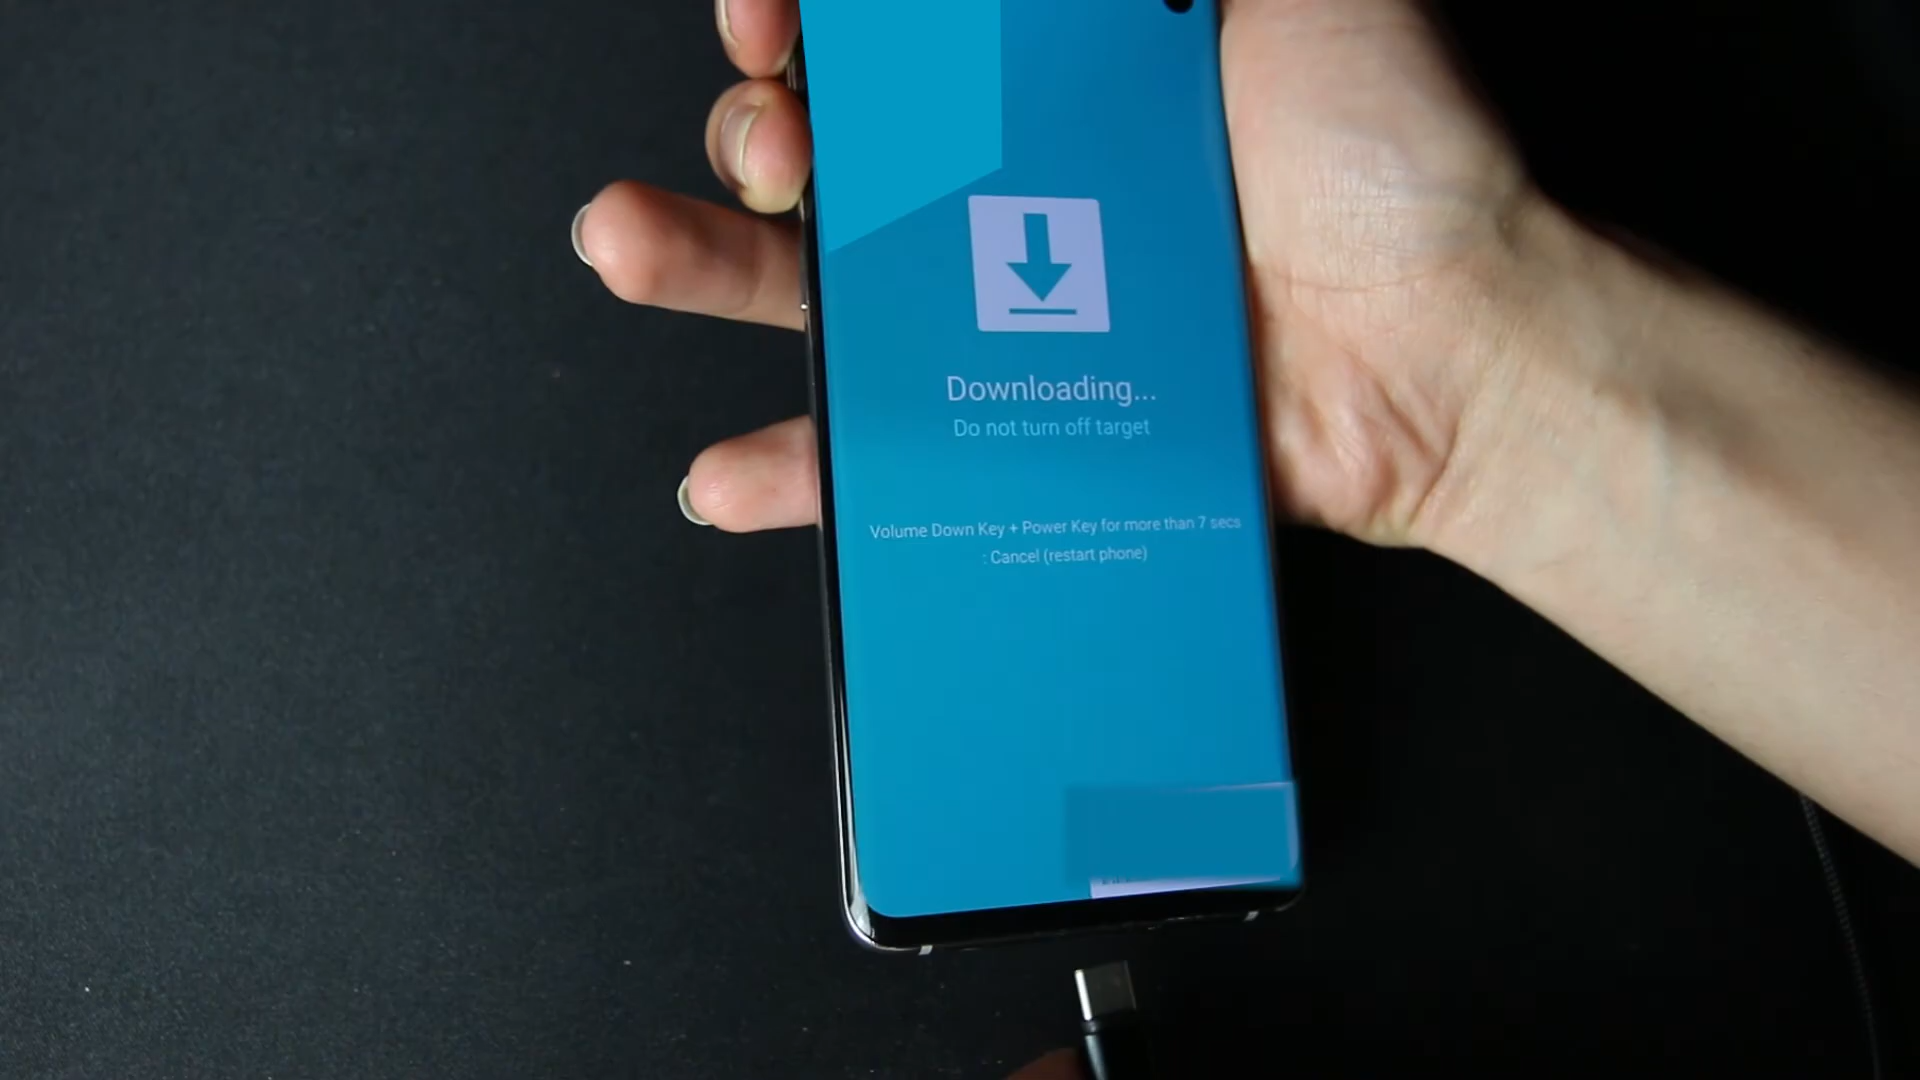 Downloading...
Do not turn off target
Volume Down Key + Power Key for more than 7 secs
: Cancel (restart phone)